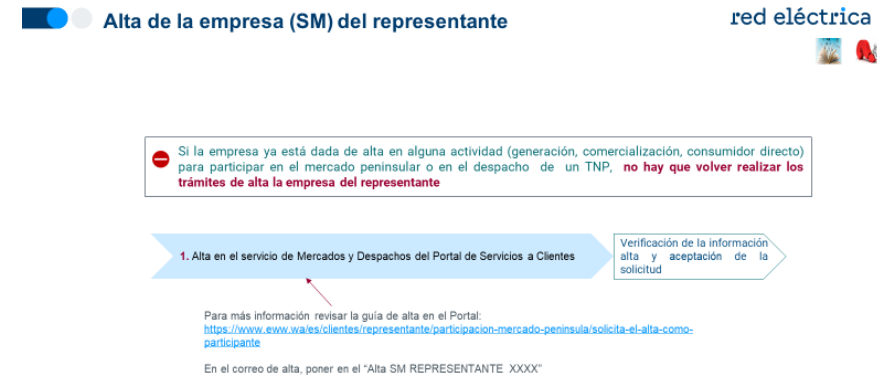 Alta de la empresa (SM) del representante
red eléctrica
Si la empresa ya está dada de alta en alguna actividad (generación, comercialización, consumidor directo)
para participar en el mercado peninsular o en el despacho de un TNP, no hay que volver realizar los
trámites de alta la empresa del representante
1. Alta en el servicio de Mercados y Despachos del Portal de Servicios a Clientes
Verificación de la información
alta y aceptación de la
solicitud
Para más información revisar la guía de alta en el Portal:
https://www.eww.wa/es/clientes/representante/participacion-mercado-peninsula/solicita-el-alta-como-
participante
En el correo de alta, poner en el “Alta SM REPRESENTANTE XXXX”